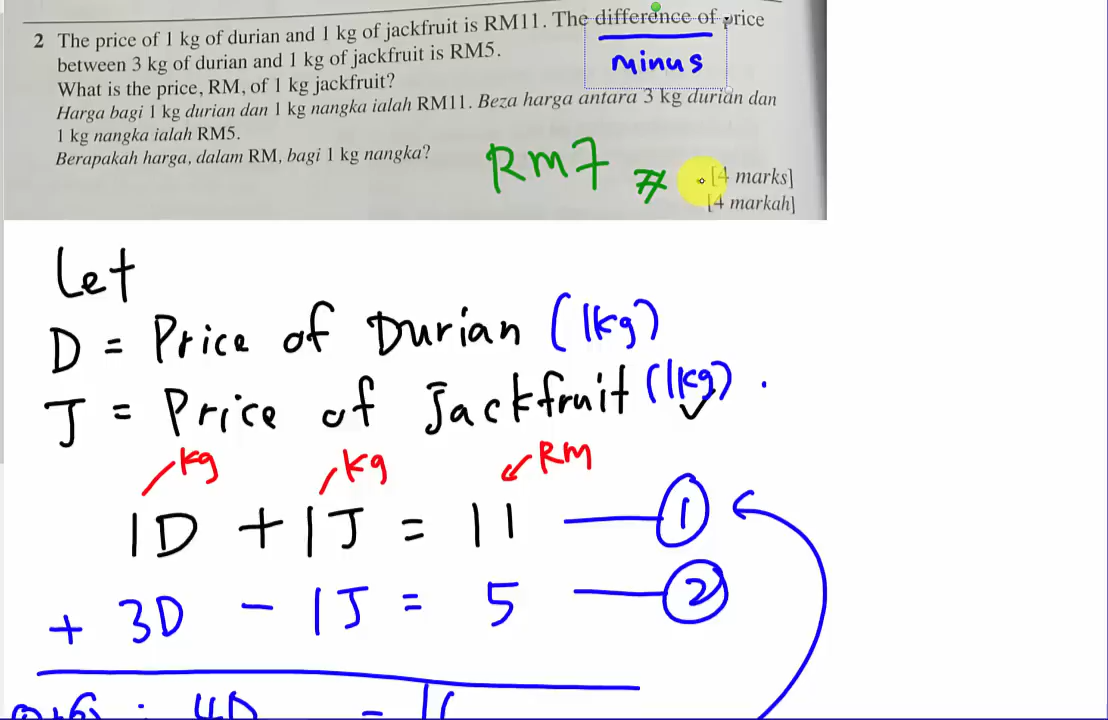 2 The price of 1 kg of durian and 1 kg of jackfruit is RM11. The difference of price
between 3 kg of durian and 1 kg of jackfruit is RM5.
minus
What is the price, RM, of 1 kg jackfruit?
Harga bagi 1 kg durian dan 1 kg nangka ialah RM11. Beza harga antara 3 kg durian dan
1 kg nangka ialah RM5.
Berapakah harga, dalam RM, bagi 1 kg nangka?
RM7
[4 marks]
[4 markah]
Let
D = Price of Durian (1kg)
J = Price of Jackfruit (1kg).
kg kg RM
1D + 1J = 11 — 1
+ 3D - 1J = 5 — 2
: 4D = 16